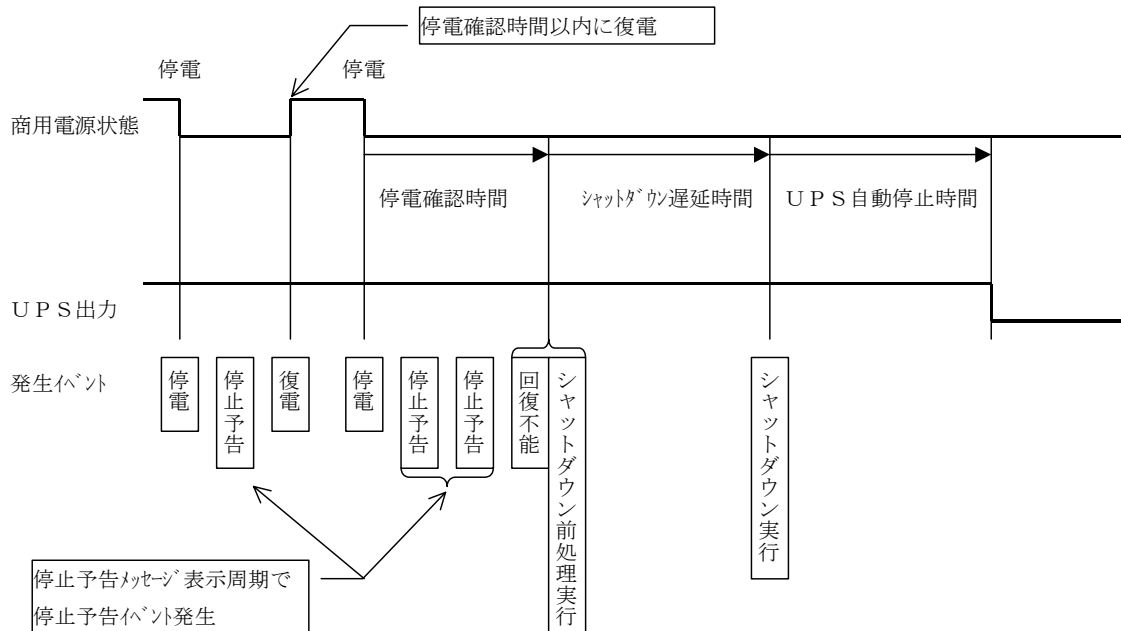 停電確認時間以内に復電
停電
停電
商用電源状態
停電確認時間
ｼｬｯﾄﾀﾞｳﾝ遅延時間
ＵＰＳ自動停止時間
ＵＰＳ出力
発生ｲﾍﾞﾝﾄ
停電
停止予告
復電
停電
停止予告
停止予告
回復不能
シャットダウン前処理実行
シャットダウン実行
停止予告ﾒｯｾｰｼﾞ表示周期で
停止予告ｲﾍﾞﾝﾄ発生